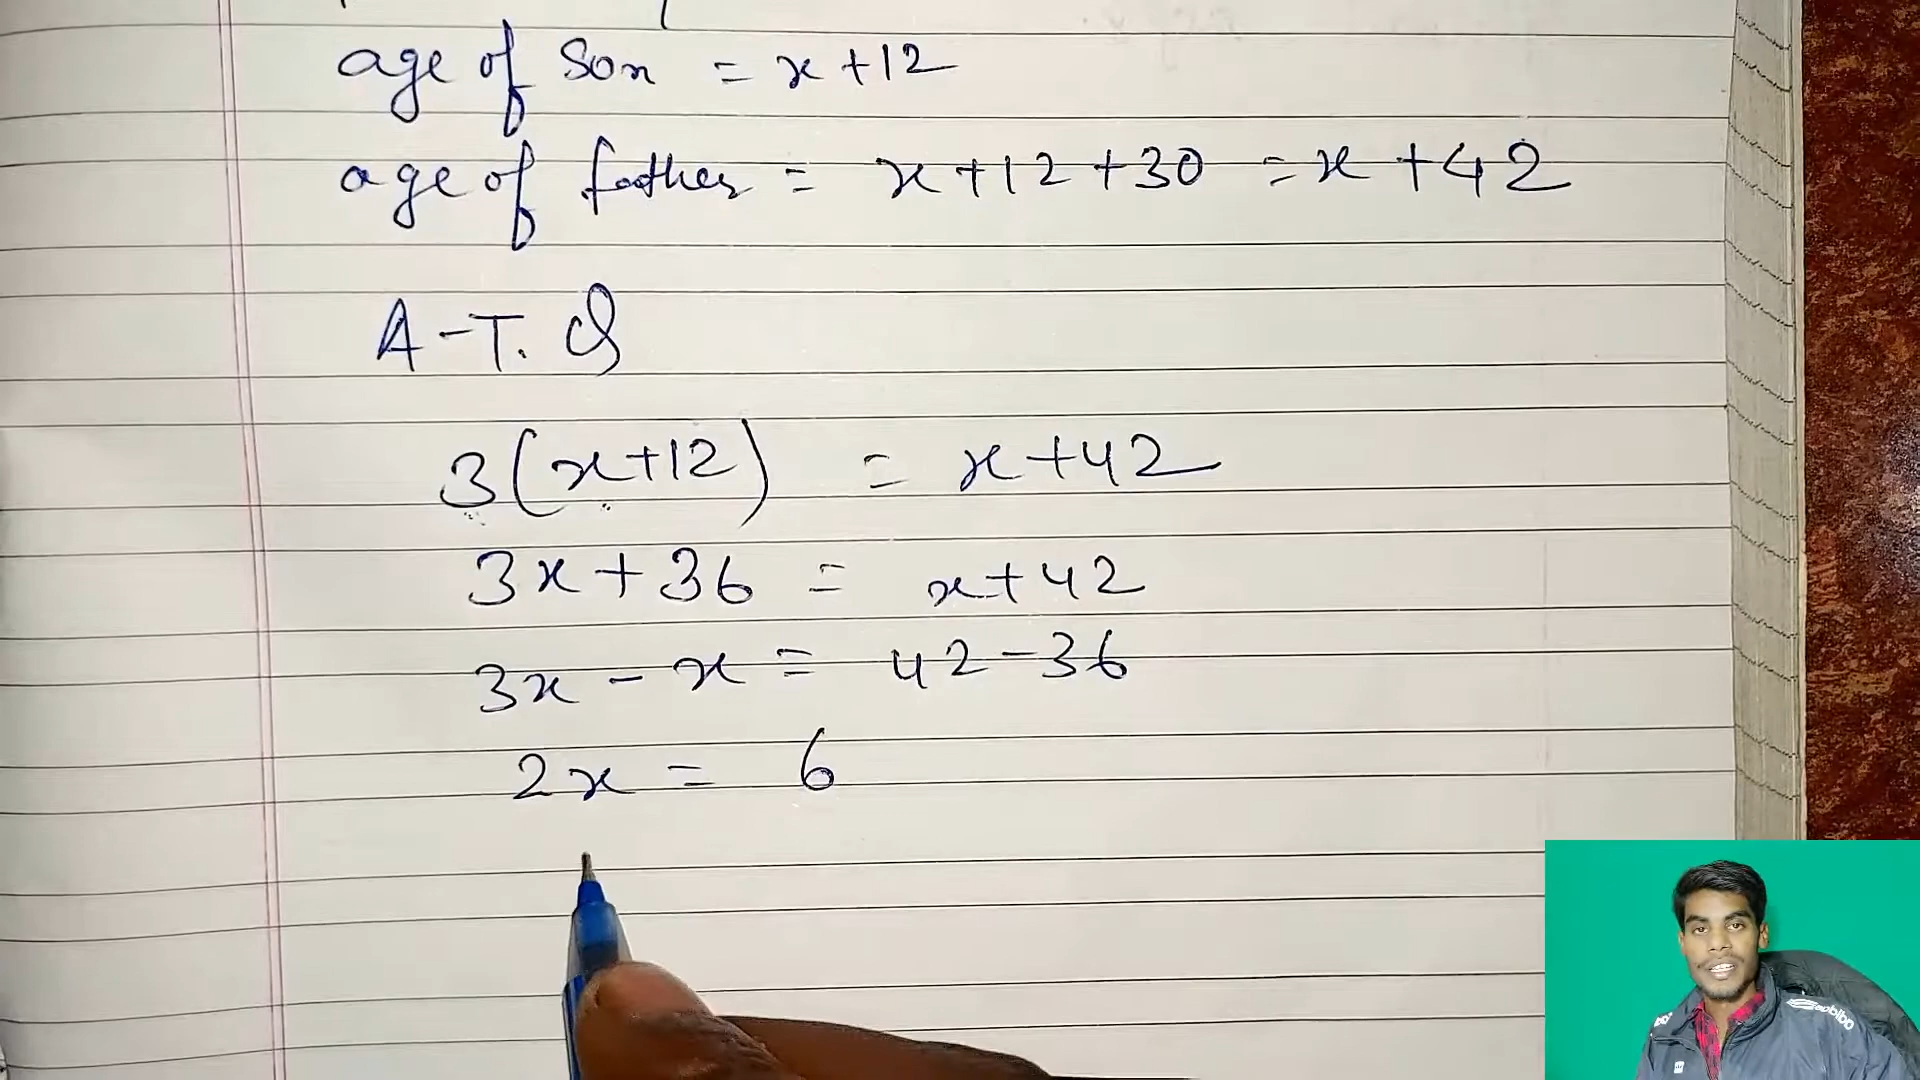 age of Son = x+12
age of father = x+12+30 = x+42
A-T. Q
3(x+12) = x+42
3x+36 = x+42
3x-x = 42-36
2x = 6